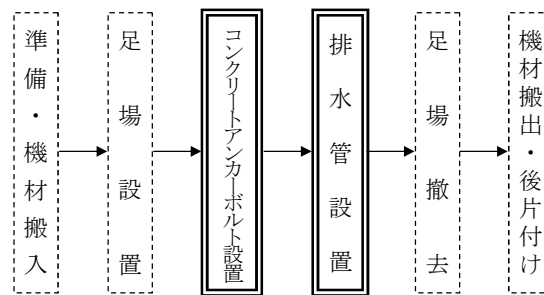 準備・機材搬入
足場設置
コンクリートアンカーボルト設置
排水管設置
足場撤去
機材搬出・後片付け